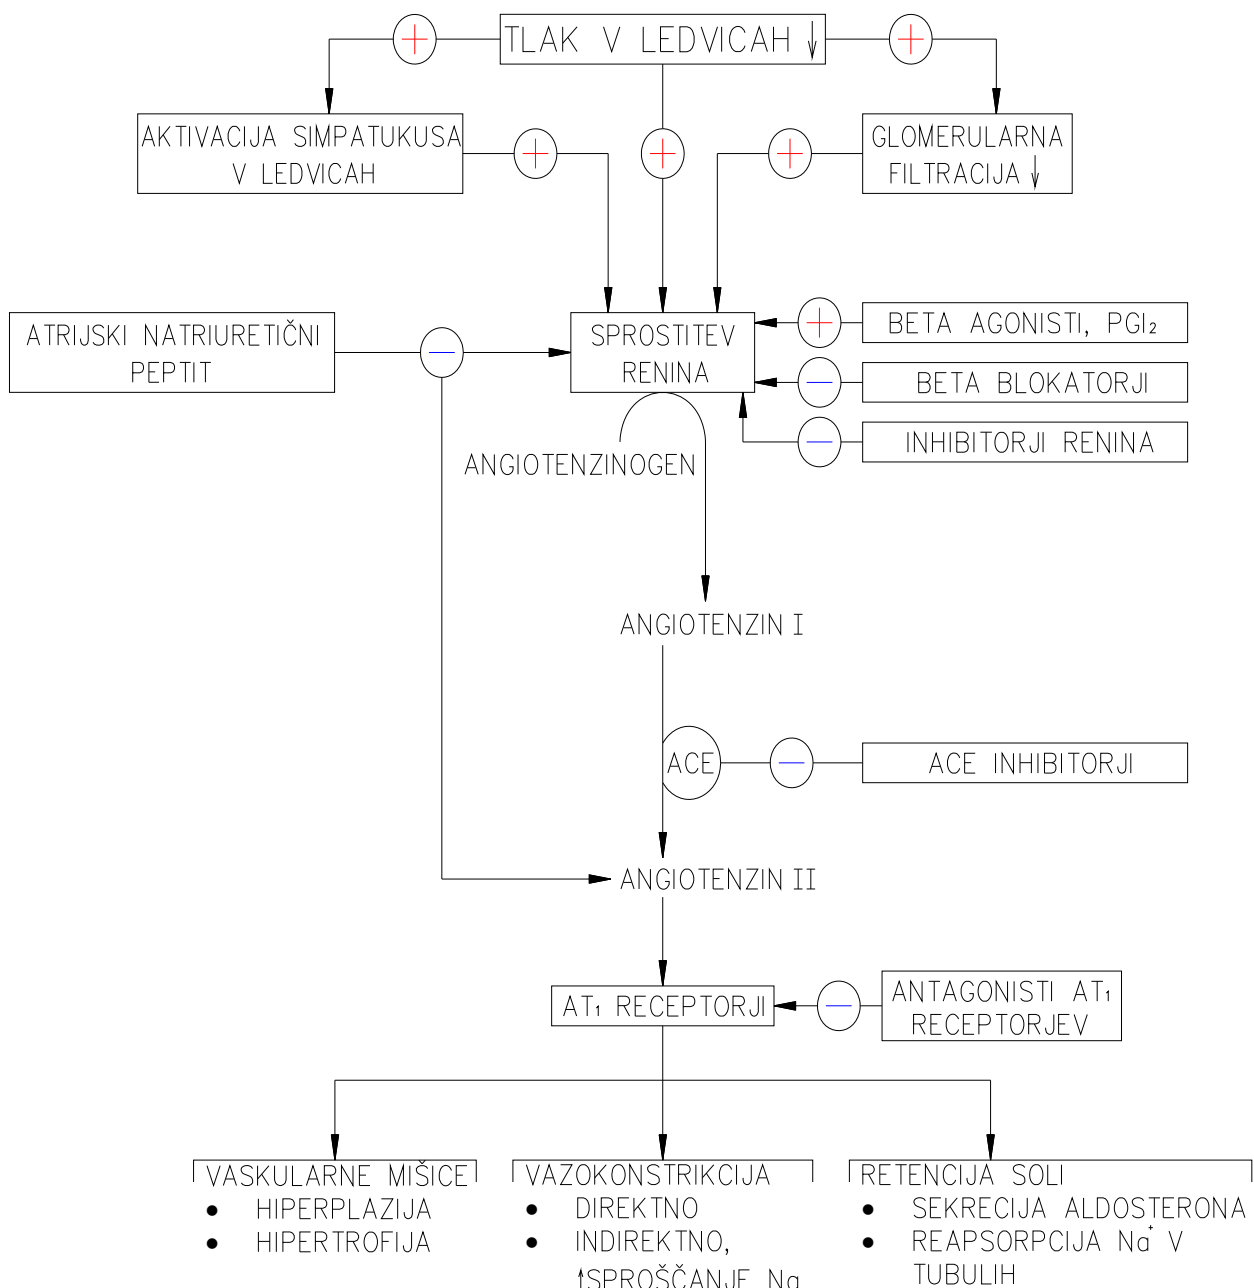 TLAK V LEDVICAH ↓
AKTIVACIJA SIMPATUKUSA
V LEDVICAH
GLOMERULARNA
FILTRACIJA ↓
ATRIJSKI NATRIURETIČNI
PEPTIT
SPROSTITEV
RENINA
BETA AGONISTI, PGI₂
BETA BLOKATORJI
INHIBITORJI RENINA
ANGIOTENZINOGEN
ANGIOTENZIN I
ACE
ACE INHIBITORJI
ANGIOTENZIN II
AT₁ RECEPTORJI
ANTAGONISTI AT₁
RECEPTORJEV
VASKULARNE MIŠICE
• HIPERPLAZIJA
• HIPERTROFIJA
VAZOKONSTRIKCIJA
• DIREKTNO
• INDIREKTNO,
↑SPROŠČANJE Na
RETENCIJA SOLI
• SEKRECIJA ALDOSTERONA
• REAPSORPCIJA Na⁺ V
TUBULIH